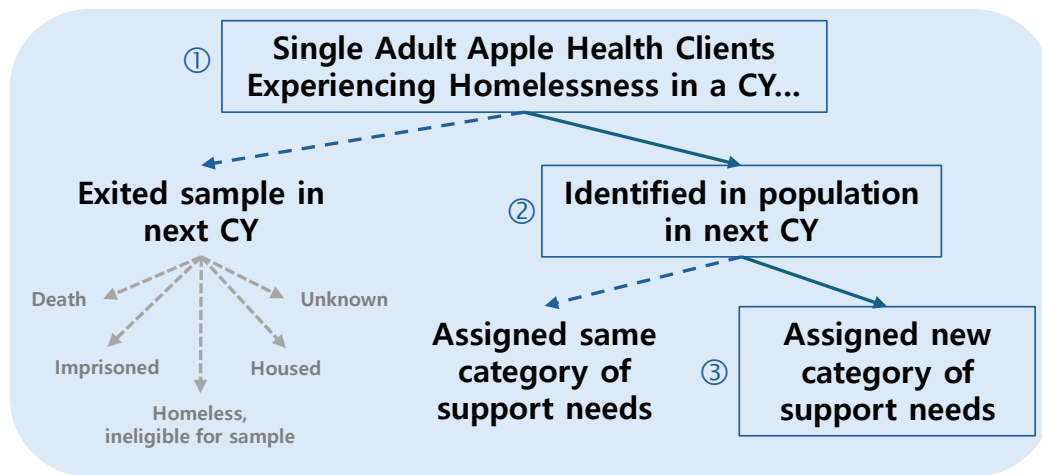 ①
Single Adult Apple Health Clients
Experiencing Homelessness in a CY...
Exited sample in
next CY
②
Identified in population
in next CY
Death
Unknown
Imprisoned
Housed
Homeless,
ineligible for sample
Assigned same
category of
support needs
③
Assigned new
category of
support needs